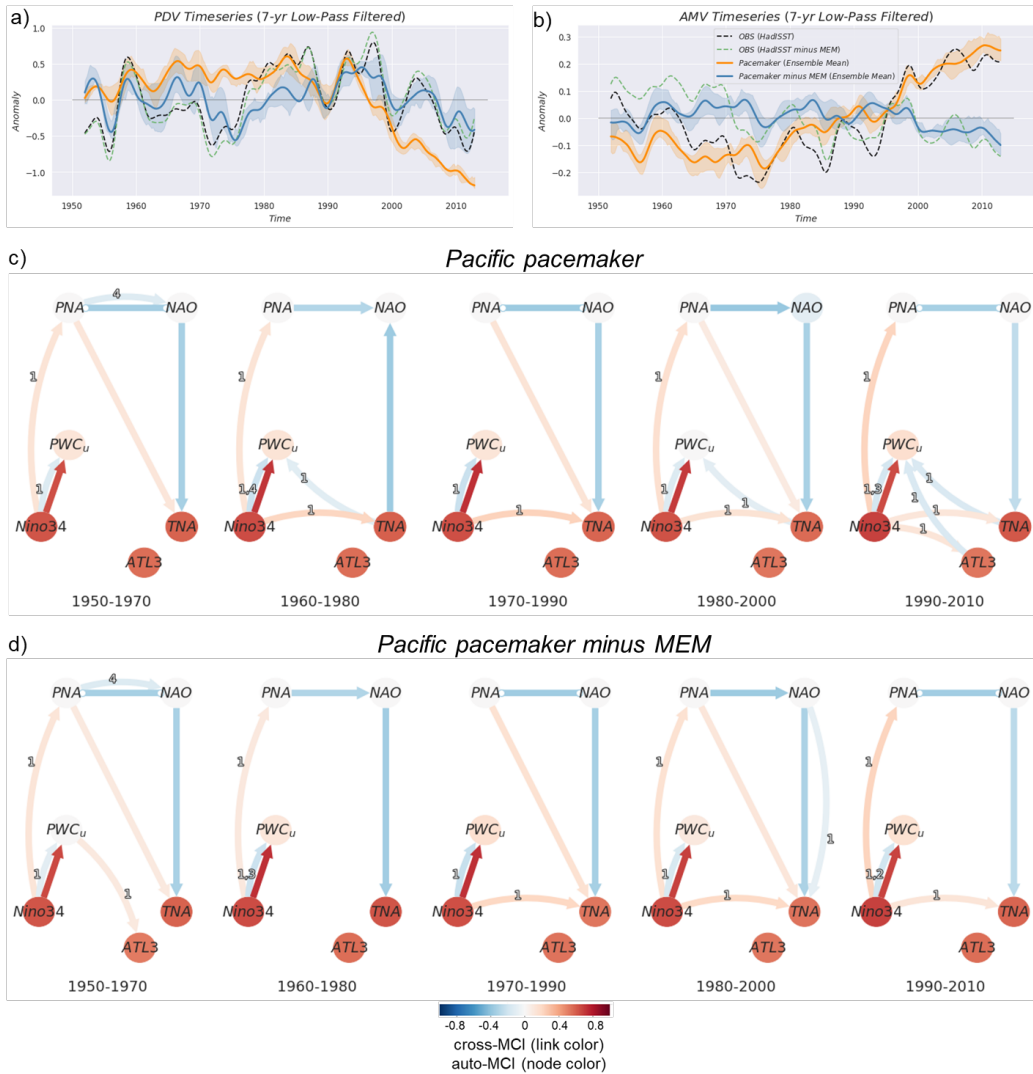 a)
PDV Timeseries (7-yr Low-Pass Filtered)
1.0
0.5
0.0
−0.5
−1.0
Anomaly
1950 1960 1970 1980 1990 2000 2010
Time
b)
AMV Timeseries (7-yr Low-Pass Filtered)
OBS (HadISST)
OBS (HadISST minus MEM)
Pacemaker (Ensemble Mean)
Pacemaker minus MEM (Ensemble Mean)
0.3
0.2
0.1
0.0
−0.1
−0.2
Anomaly
1950 1960 1970 1980 1990 2000 2010
Time
c)
Pacific pacemaker
4
PNA NAO PNA NAO PNA NAO PNA NAO PNA NAO
1 1 1 1
PWCu PWCu PWCu PWCu PWCu
1 1,4 1 1 1 1 1,3 1 1
Nino34 TNA Nino34 1 TNA Nino34 1 TNA Nino34 1 TNA Nino34 1 1 TNA
ATL3 ATL3 ATL3 ATL3 ATL3
1950-1970 1960-1980 1970-1990 1980-2000 1990-2010
d)
Pacific pacemaker minus MEM
4
PNA NAO PNA NAO PNA NAO PNA NAO PNA NAO
1 1 1 1
PWCu PWCu PWCu PWCu PWCu
1
1 1 1,3 1 1 1,2
Nino34 TNA Nino34 TNA Nino34 1 TNA Nino34 1 TNA Nino34 1 TNA
ATL3 ATL3 ATL3 ATL3 ATL3
1950-1970 1960-1980 1970-1990 1980-2000 1990-2010
-0.8 -0.4 0 0.4 0.8
cross-MCI (link color)
auto-MCI (node color)